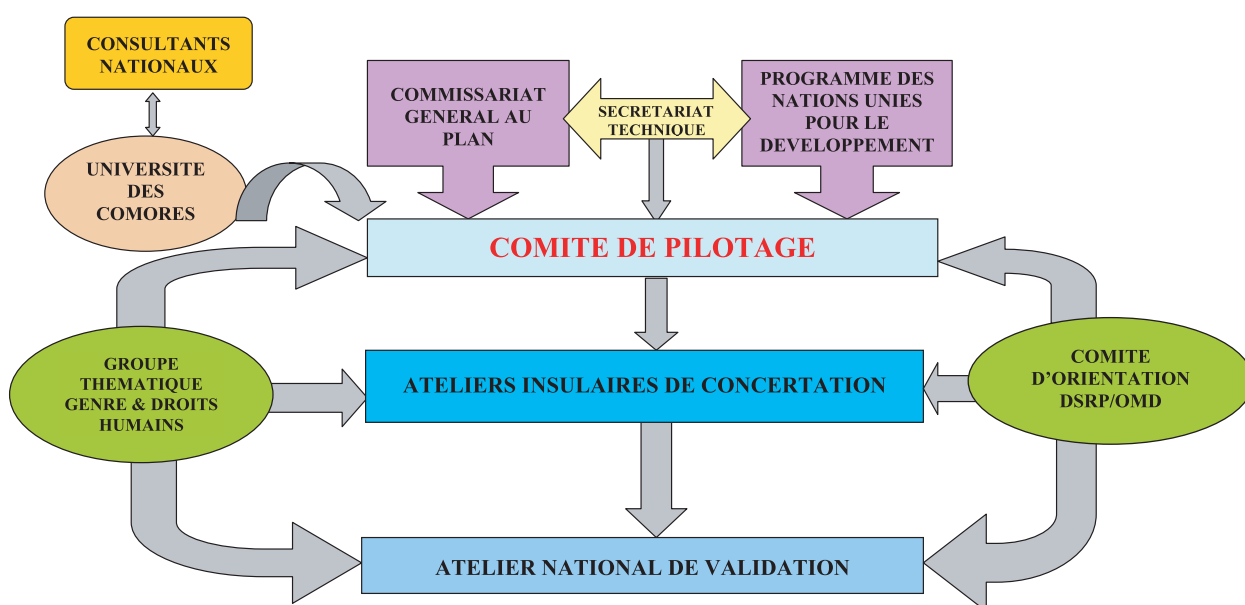 CONSULTANTS
NATIONAUX
UNIVERSITE
DES
COMORES
COMMISSARIAT
GENERAL AU
PLAN
SECRETARIAT
TECHNIQUE
PROGRAMME DES
NATIONS UNIES
POUR LE
DEVELOPPEMENT
COMITE DE PILOTAGE
GROUPE
THEMATIQUE
GENRE & DROITS
HUMAINS
ATELIERS INSULAIRES DE CONCERTATION
COMITE
D’ORIENTATION
DSRP/OMD
ATELIER NATIONAL DE VALIDATION